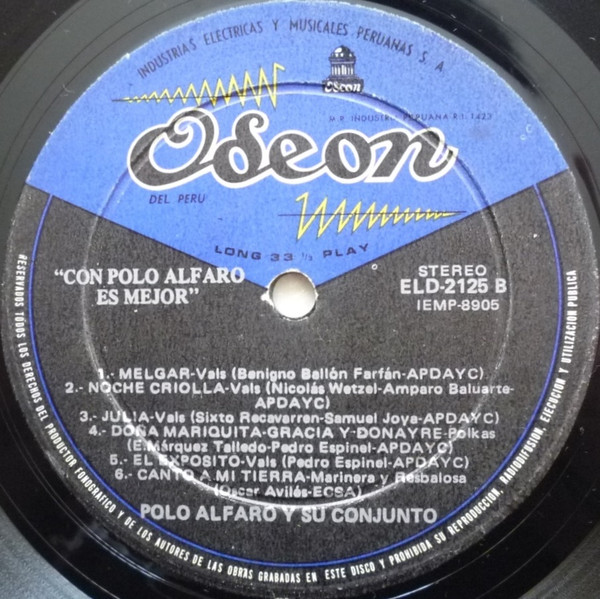 INDUSTRIAS ELECTRICAS Y MUSICALES PERUANAS S. A.
Odeon
M.R. INDUSTRIA PERUANA R.I. 1423
Odeon
DEL PERU
LONG 33 1/3 PLAY
"CON POLO ALFARO
ES MEJOR"
STEREO
ELD-2125 B
IEMP-8905
1.- MELGAR-Vals (Benigno Ballón Farfán-APDAYC)
2.- NOCHE CRIOLLA-Vals (Nicolás Wetzel-Amparo Baluarte-
APDAYC)
3.- JULIA-Vals (Sixto Recavarren-Samuel Joya-APDAYC)
4.- DOÑA MARIQUITA-GRACIA Y DONAYRE-Polkas
(E.Márquez Talledo-Pedro Espinel-APDAYC)
5.- EL EXPOSITO-Vals (Pedro Espinel-APDAYC)
6.- CANTO A MI TIERRA-Marinera y Resbalosa
(Oscar Avilés-ECSA)
POLO ALFARO Y SU CONJUNTO
RESERVADOS TODOS LOS DERECHOS DEL PRODUCTOR FONOGRAFICO Y DE LOS AUTORES DE LAS OBRAS GRABADAS EN ESTE DISCO Y PROHIBIDA SU REPRODUCCION, RADIODIFUSION, EJECUCION Y UTILIZACION PUBLICA